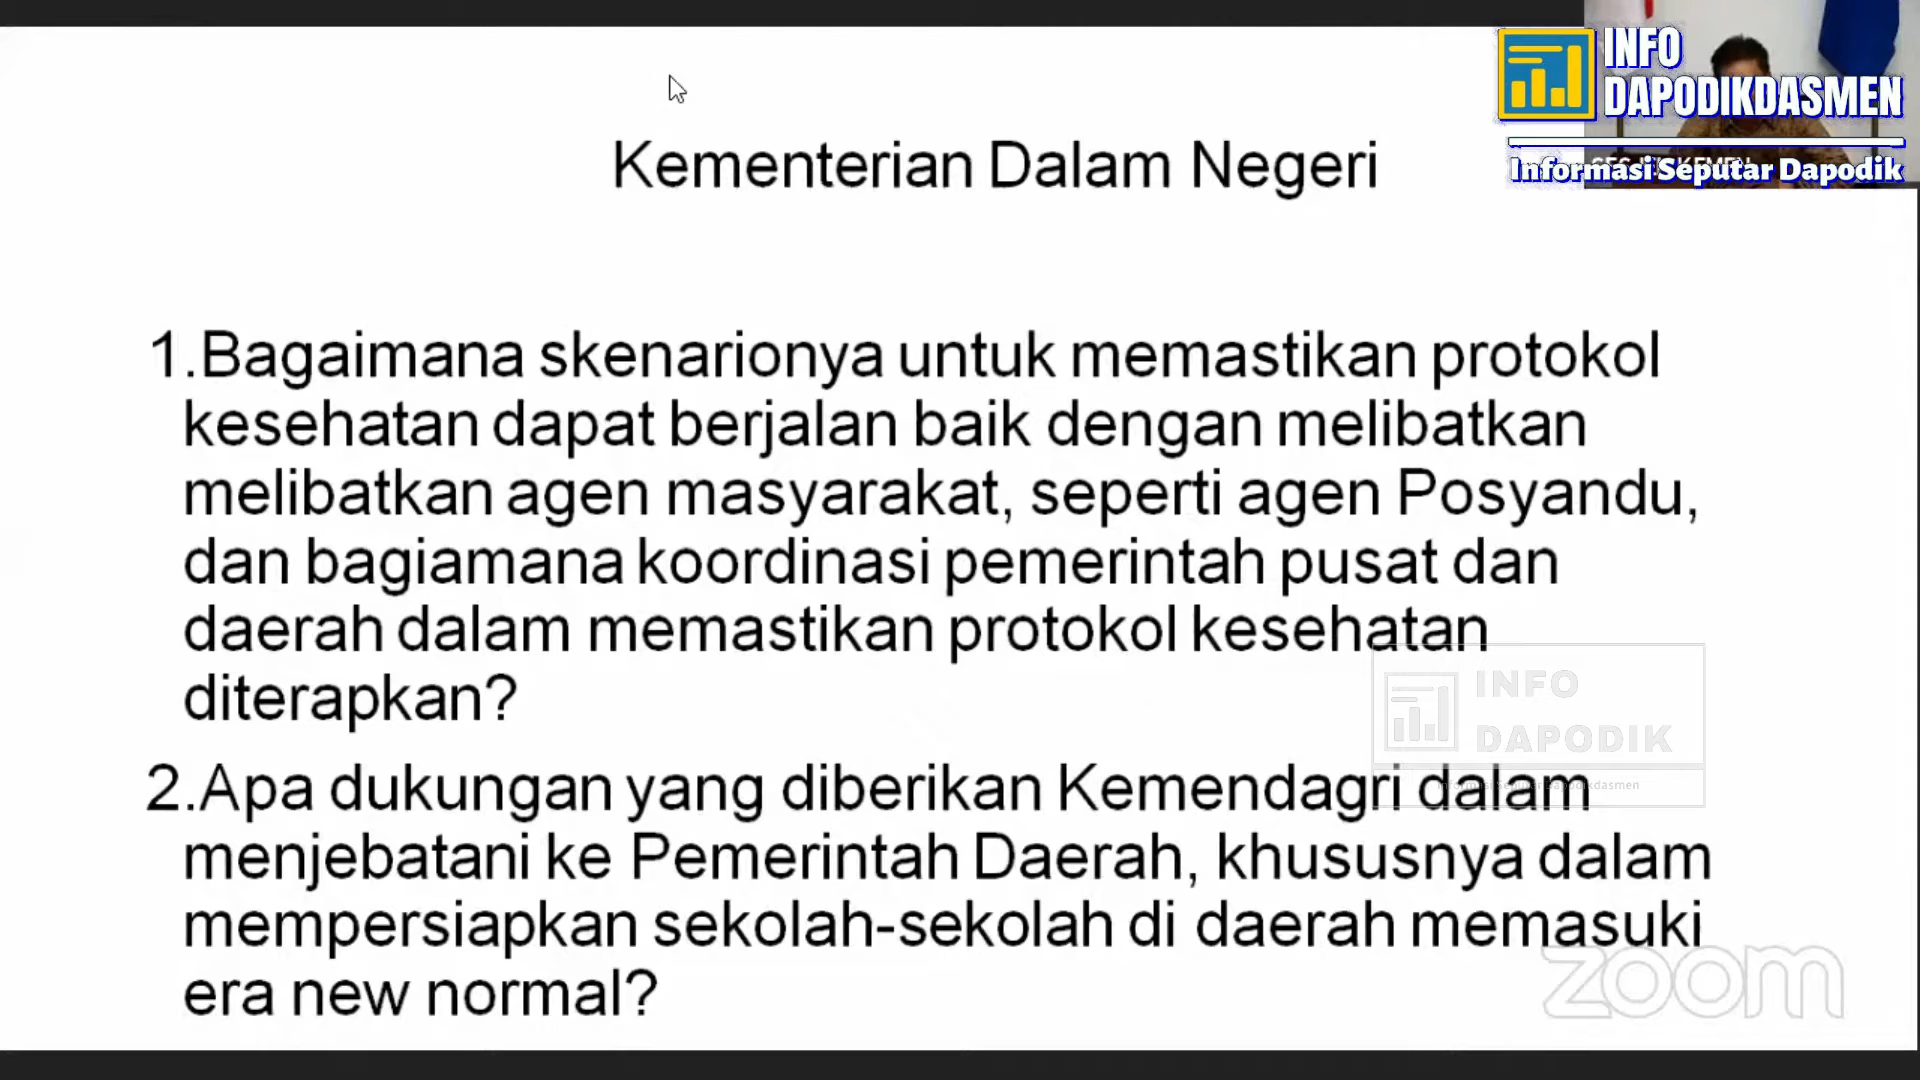 INFO
DAPODIKDASMEN
Informasi Seputar Dapodik
Kementerian Dalam Negeri
1.Bagaimana skenarionya untuk memastikan protokol
kesehatan dapat berjalan baik dengan melibatkan
melibatkan agen masyarakat, seperti agen Posyandu,
dan bagiamana koordinasi pemerintah pusat dan
daerah dalam memastikan protokol kesehatan
diterapkan?
INFO
DAPODIK
2.Apa dukungan yang diberikan Kemendagri dalam
menjebatani ke Pemerintah Daerah, khususnya dalam
mempersiapkan sekolah-sekolah di daerah memasuki
era new normal?
zoom